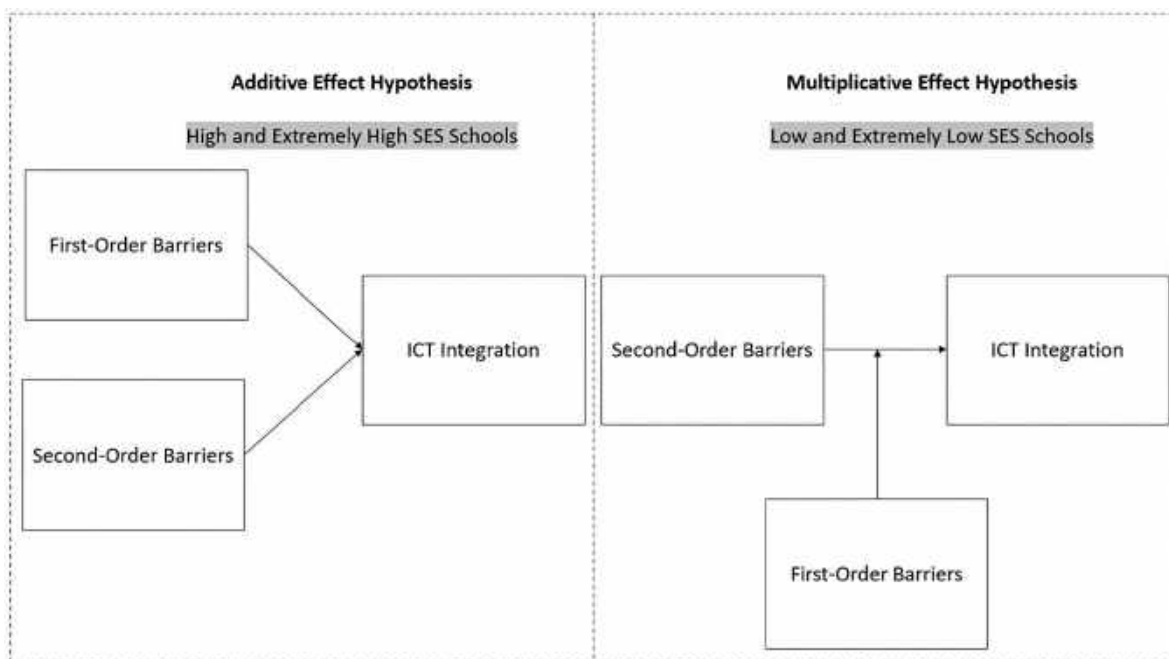 Additive Effect Hypothesis
High and Extremely High SES Schools
First-Order Barriers
ICT Integration
Second-Order Barriers
Multiplicative Effect Hypothesis
Low and Extremely Low SES Schools
Second-Order Barriers
ICT Integration
First-Order Barriers